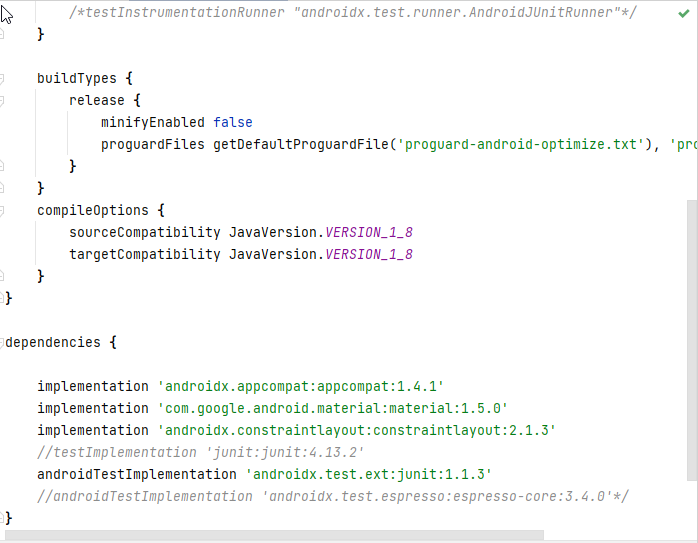 /*testInstrumentationRunner "androidx.test.runner.AndroidJUnitRunner"*/
}
buildTypes {
release {
minifyEnabled false
proguardFiles getDefaultProguardFile('proguard-android-optimize.txt'), 'pro
}
}
compileOptions {
sourceCompatibility JavaVersion.VERSION_1_8
targetCompatibility JavaVersion.VERSION_1_8
}
}
dependencies {
implementation 'androidx.appcompat:appcompat:1.4.1'
implementation 'com.google.android.material:material:1.5.0'
implementation 'androidx.constraintlayout:constraintlayout:2.1.3'
//testImplementation 'junit:junit:4.13.2'
androidTestImplementation 'androidx.test.ext:junit:1.1.3'
//androidTestImplementation 'androidx.test.espresso:espresso-core:3.4.0'*/
}